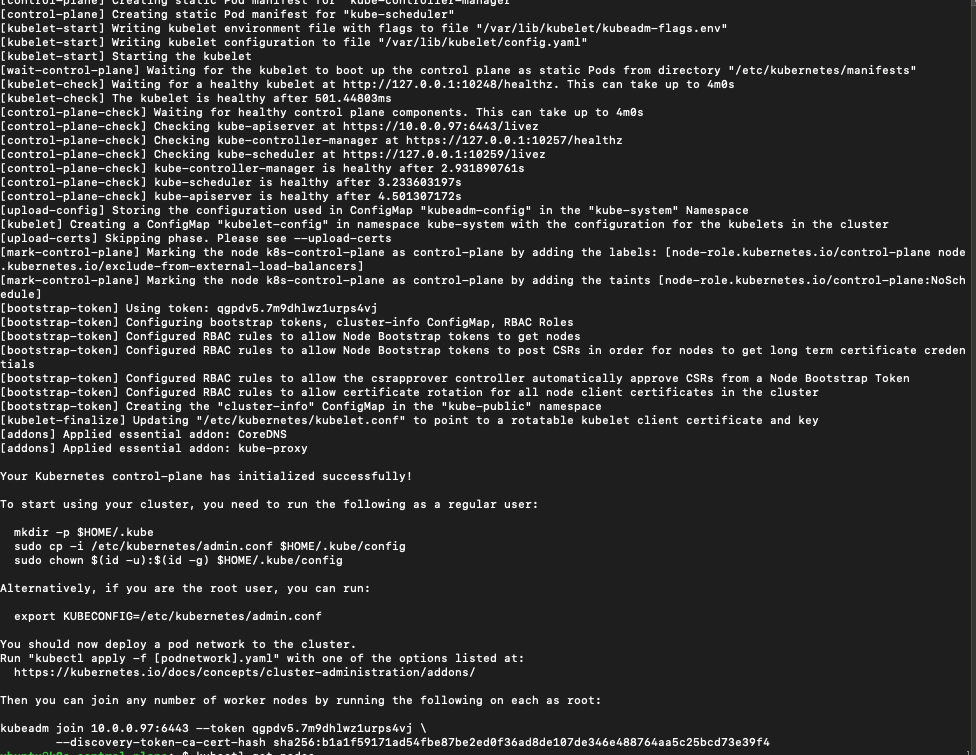 [control-plane] Creating static Pod manifest for "kube-controller-manager"
[control-plane] Creating static Pod manifest for "kube-scheduler"
[kubelet-start] Writing kubelet environment file with flags to file "/var/lib/kubelet/kubeadm-flags.env"
[kubelet-start] Writing kubelet configuration to file "/var/lib/kubelet/config.yaml"
[kubelet-start] Starting the kubelet
[wait-control-plane] Waiting for the kubelet to boot up the control plane as static Pods from directory "/etc/kubernetes/manifests"
[kubelet-check] Waiting for a healthy kubelet at http://127.0.0.1:10248/healthz. This can take up to 4m0s
[kubelet-check] The kubelet is healthy after 501.44803ms
[control-plane-check] Waiting for healthy control plane components. This can take up to 4m0s
[control-plane-check] Checking kube-apiserver at https://10.0.0.97:6443/livez
[control-plane-check] Checking kube-controller-manager at https://127.0.0.1:10257/healthz
[control-plane-check] Checking kube-scheduler at https://127.0.0.1:10259/livez
[control-plane-check] kube-controller-manager is healthy after 2.931890761s
[control-plane-check] kube-scheduler is healthy after 3.233603197s
[control-plane-check] kube-apiserver is healthy after 4.501307172s
[upload-config] Storing the configuration used in ConfigMap "kubeadm-config" in the "kube-system" Namespace
[kubelet] Creating a ConfigMap "kubelet-config" in namespace kube-system with the configuration for the kubelets in the cluster
[upload-certs] Skipping phase. Please see --upload-certs
[mark-control-plane] Marking the node k8s-control-plane as control-plane by adding the labels: [node-role.kubernetes.io/control-plane node
.kubernetes.io/exclude-from-external-load-balancers]
[mark-control-plane] Marking the node k8s-control-plane as control-plane by adding the taints [node-role.kubernetes.io/control-plane:NoSch
edule]
[bootstrap-token] Using token: qgpdv5.7m9dhlwz1urps4vj
[bootstrap-token] Configuring bootstrap tokens, cluster-info ConfigMap, RBAC Roles
[bootstrap-token] Configured RBAC rules to allow Node Bootstrap tokens to get nodes
[bootstrap-token] Configured RBAC rules to allow Node Bootstrap tokens to post CSRs in order for nodes to get long term certificate creden
tials
[bootstrap-token] Configured RBAC rules to allow the csrapprover controller automatically approve CSRs from a Node Bootstrap Token
[bootstrap-token] Configured RBAC rules to allow certificate rotation for all node client certificates in the cluster
[bootstrap-token] Creating the "cluster-info" ConfigMap in the "kube-public" namespace
[kubelet-finalize] Updating "/etc/kubernetes/kubelet.conf" to point to a rotatable kubelet client certificate and key
[addons] Applied essential addon: CoreDNS
[addons] Applied essential addon: kube-proxy

Your Kubernetes control-plane has initialized successfully!

To start using your cluster, you need to run the following as a regular user:

  mkdir -p $HOME/.kube
  sudo cp -i /etc/kubernetes/admin.conf $HOME/.kube/config
  sudo chown $(id -u):$(id -g) $HOME/.kube/config

Alternatively, if you are the root user, you can run:

  export KUBECONFIG=/etc/kubernetes/admin.conf

You should now deploy a pod network to the cluster.
Run "kubectl apply -f [podnetwork].yaml" with one of the options listed at:
  https://kubernetes.io/docs/concepts/cluster-administration/addons/

Then you can join any number of worker nodes by running the following on each as root:

kubeadm join 10.0.0.97:6443 --token qgpdv5.7m9dhlwz1urps4vj \
        --discovery-token-ca-cert-hash sha256:b1a1f59171ad54fbe87be2ed0f36ad8de107de346e488764aa5c25bcd73e39f4